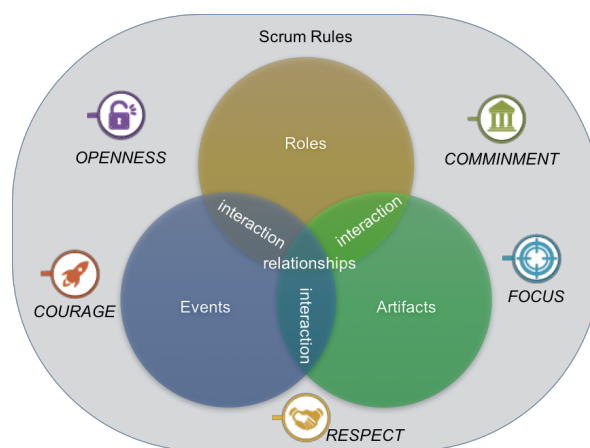 Scrum Rules
OPENNESS
COMMINMENT
Roles
interaction
interaction
relationships
COURAGE
Events
interaction
Artifacts
FOCUS
RESPECT